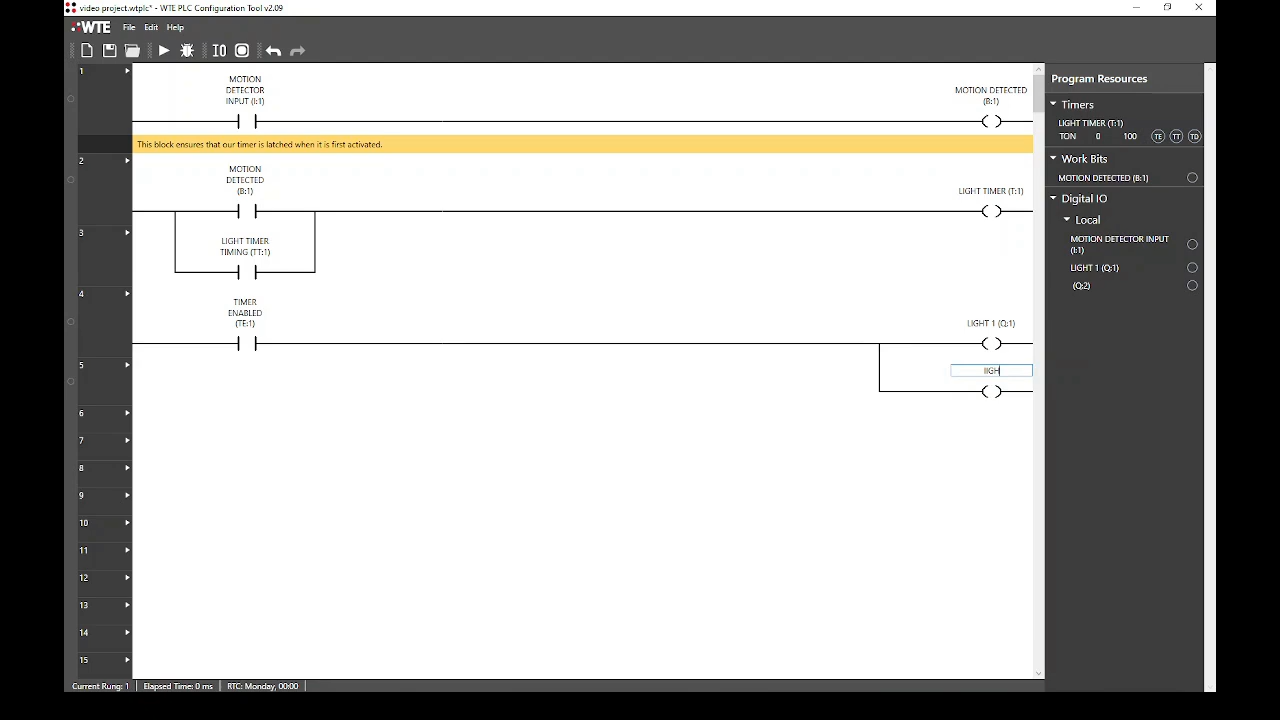 video project.wtplc* - WTE PLC Configuration Tool v2.09
WTE File Edit Help
IO
1
MOTION
DETECTOR
INPUT (I:1)
MOTION DETECTED
(B:1)
This block ensures that our timer is latched when it is first activated.
2
MOTION
DETECTED
(B:1)
LIGHT TIMER (T:1)
3
LIGHT TIMER
TIMING (TT:1)
4
TIMER
ENABLED
(TE:1)
LIGHT 1 (Q:1)
5
lIGH
6
7
8
9
10
11
12
13
14
15
Program Resources
Timers
LIGHT TIMER (T:1)
TON 0 100 TE TT TD
Work Bits
MOTION DETECTED (B:1)
Digital IO
Local
MOTION DETECTOR INPUT
(I:1)
LIGHT 1 (Q:1)
(Q:2)
Current Rung: 1 Elapsed Time: 0 ms RTC: Monday, 00:00